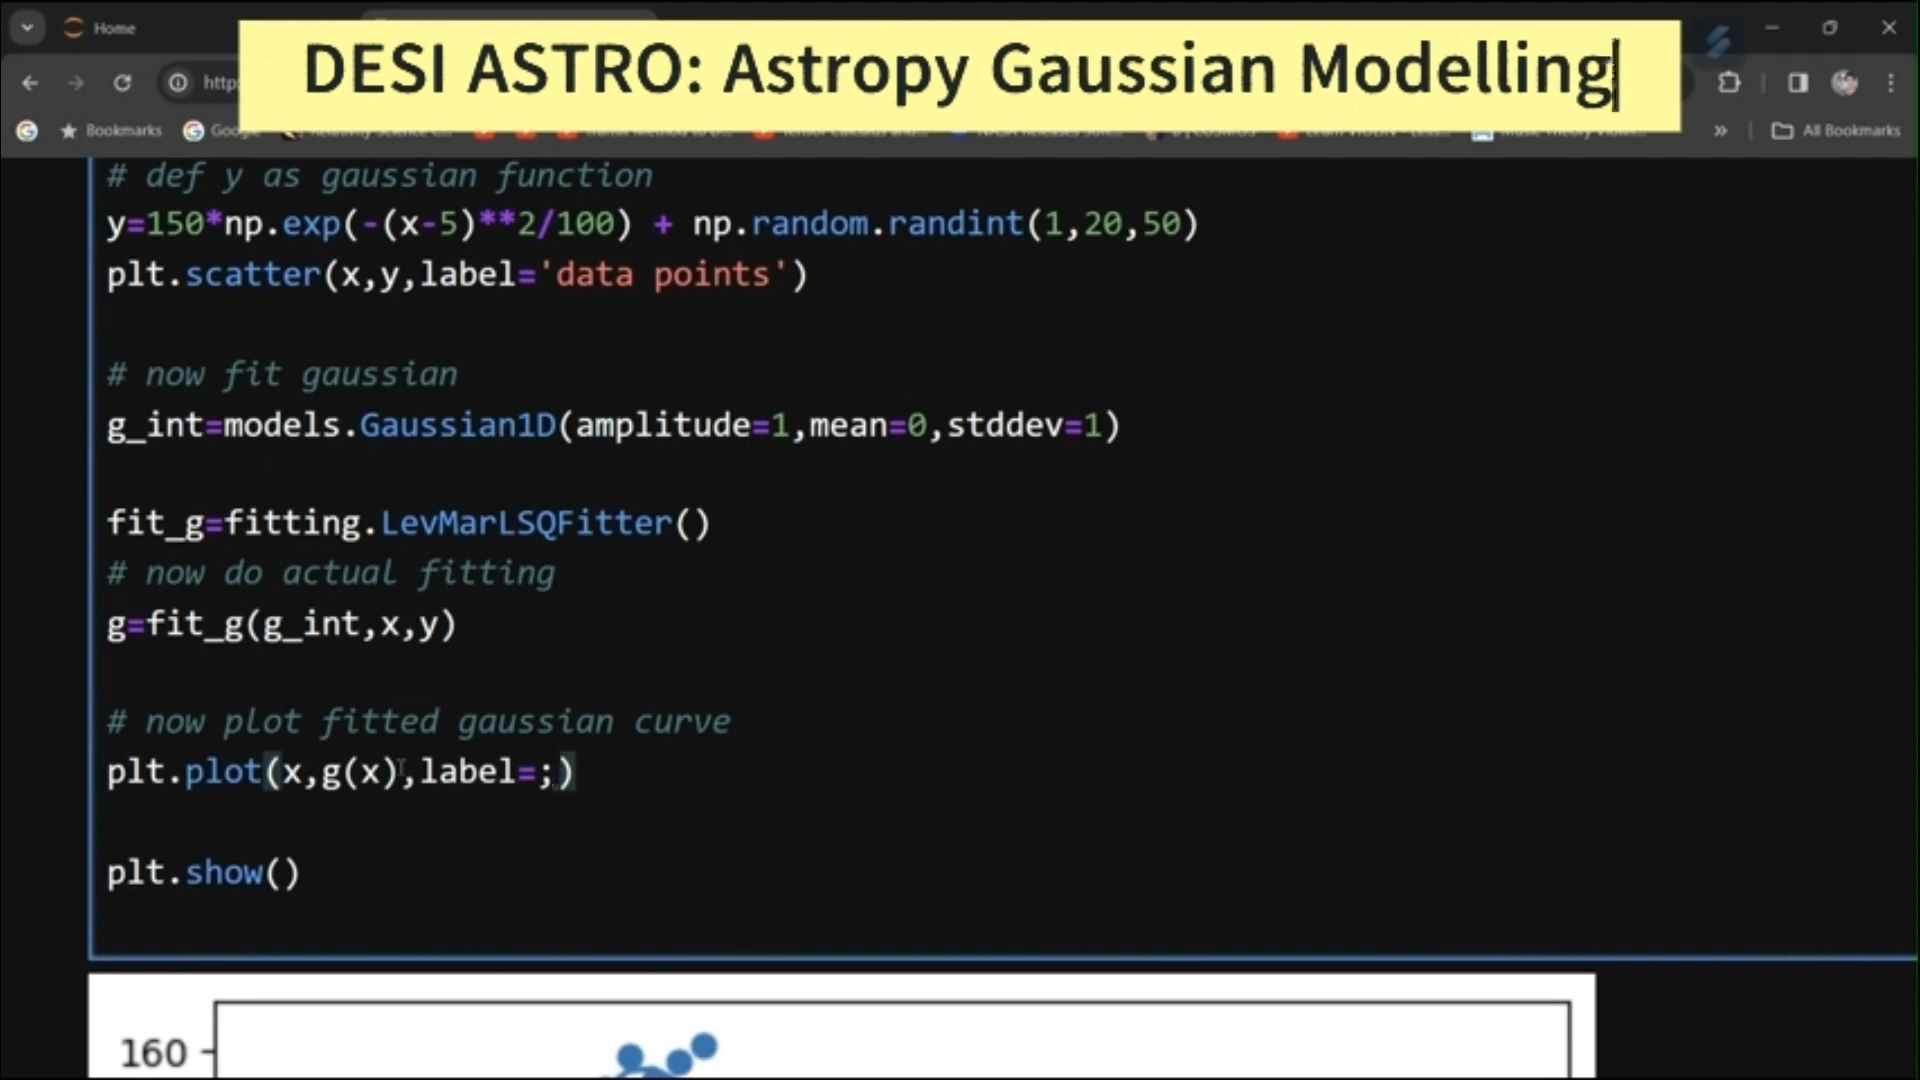 Home
DESI ASTRO: Astropy Gaussian Modelling
http
Bookmarks
All Bookmarks
# def y as gaussian function
y=150*np.exp(-(x-5)**2/100) + np.random.randint(1,20,50)
plt.scatter(x,y,label='data points')
# now fit gaussian
g_int=models.Gaussian1D(amplitude=1,mean=0,stddev=1)
fit_g=fitting.LevMarLSQFitter()
# now do actual fitting
g=fit_g(g_int,x,y)
# now plot fitted gaussian curve
plt.plot(x,g(x),label=;)
plt.show()
160